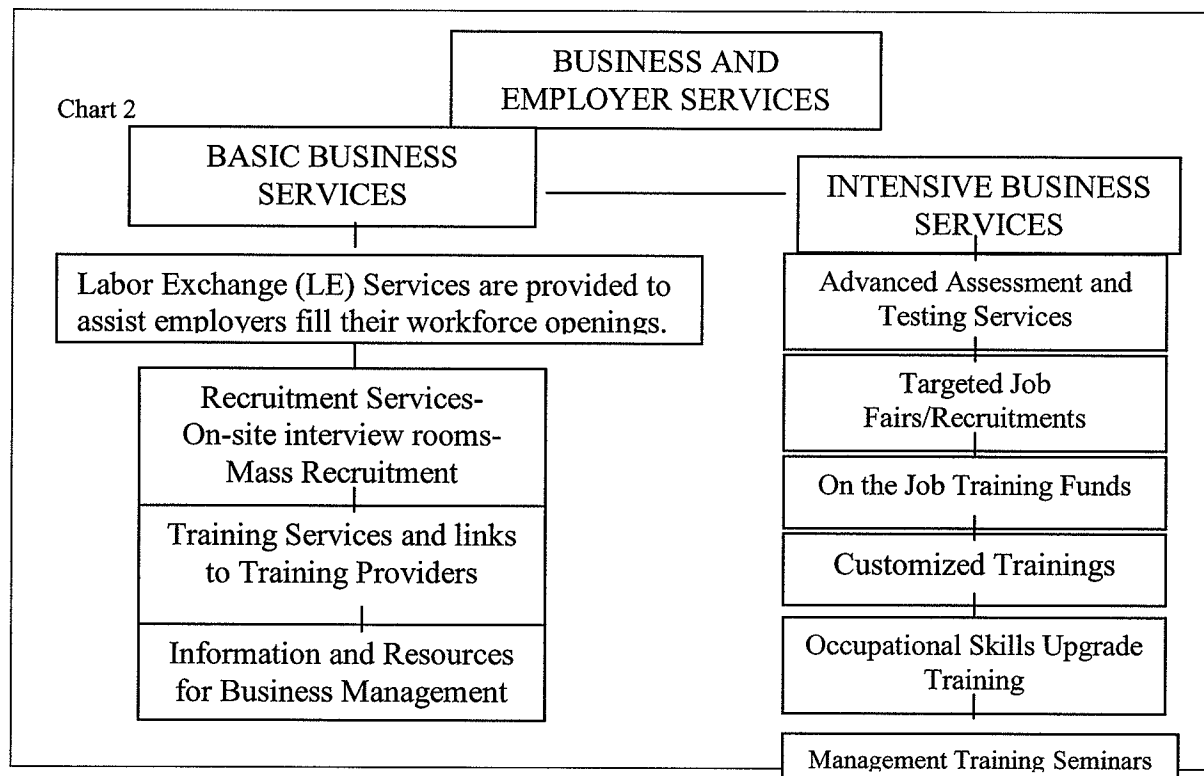 BUSINESS AND
EMPLOYER SERVICES
Chart 2
BASIC BUSINESS
SERVICES
Labor Exchange (LE) Services are provided to
assist employers fill their workforce openings.
Recruitment Services-
On-site interview rooms-
Mass Recruitment
Training Services and links
to Training Providers
Information and Resources
for Business Management
INTENSIVE BUSINESS
SERVICES
Advanced Assessment and
Testing Services
Targeted Job
Fairs/Recruitments
On the Job Training Funds
Customized Trainings
Occupational Skills Upgrade
Training
Management Training Seminars